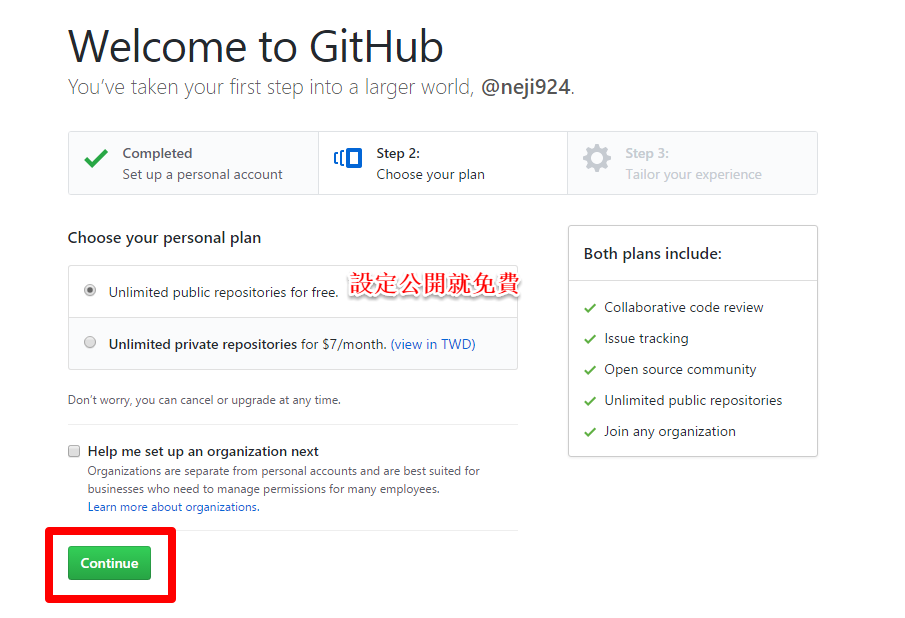 Welcome to GitHub
You’ve taken your first step into a larger world, @neji924.
Completed
Set up a personal account
Step 2:
Choose your plan
Step 3:
Tailor your experience
Choose your personal plan
Unlimited public repositories for free.
設定公開就免費
Unlimited private repositories for $7/month. (view in TWD)
Don’t worry, you can cancel or upgrade at any time.
Help me set up an organization next
Organizations are separate from personal accounts and are best suited for
businesses who need to manage permissions for many employees.
Learn more about organizations.
Continue
Both plans include:
Collaborative code review
Issue tracking
Open source community
Unlimited public repositories
Join any organization